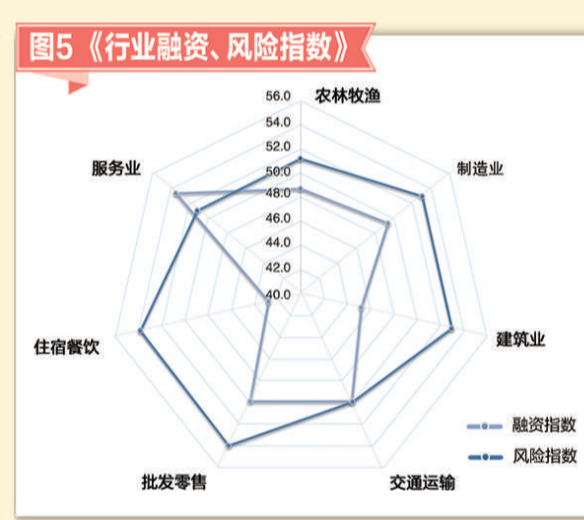 图5《行业融资、风险指数》
56.0
54.0
52.0
50.0
48.0
46.0
44.0
42.0
40.0
农林牧渔
制造业
建筑业
交通运输
批发零售
住宿餐饮
服务业
融资指数
风险指数